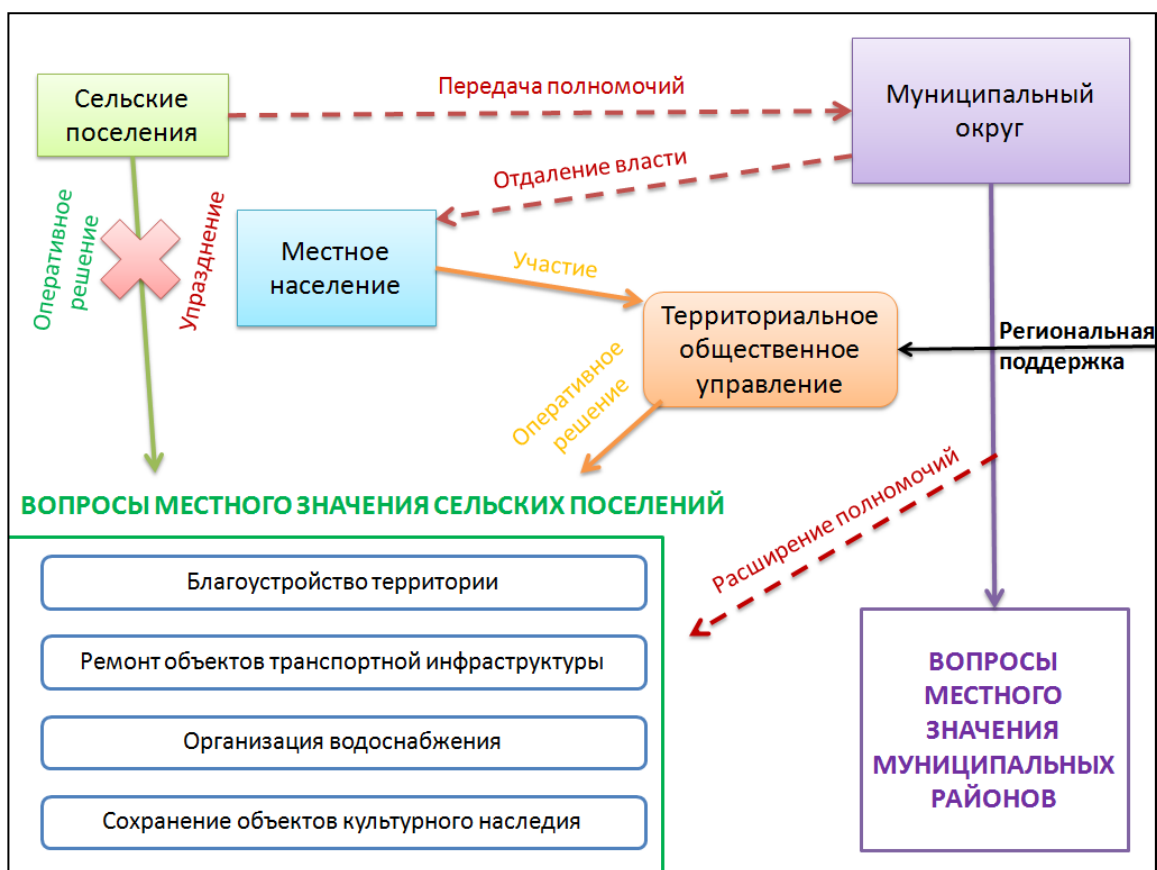 Сельские
поселения
Передача полномочий
Муниципальный
округ
Отдаление власти
Оперативное
решение
Упразднение
Местное
население
Участие
Территориальное
общественное
управление
Региональная
поддержка
Оперативное
решение
ВОПРОСЫ МЕСТНОГО ЗНАЧЕНИЯ СЕЛЬСКИХ ПОСЕЛЕНИЙ
Расширение полномочий
Благоустройство территории
Ремонт объектов транспортной инфраструктуры
Организация водоснабжения
Сохранение объектов культурного наследия
ВОПРОСЫ
МЕСТНОГО
ЗНАЧЕНИЯ
МУНИЦИПАЛЬНЫХ
РАЙОНОВ